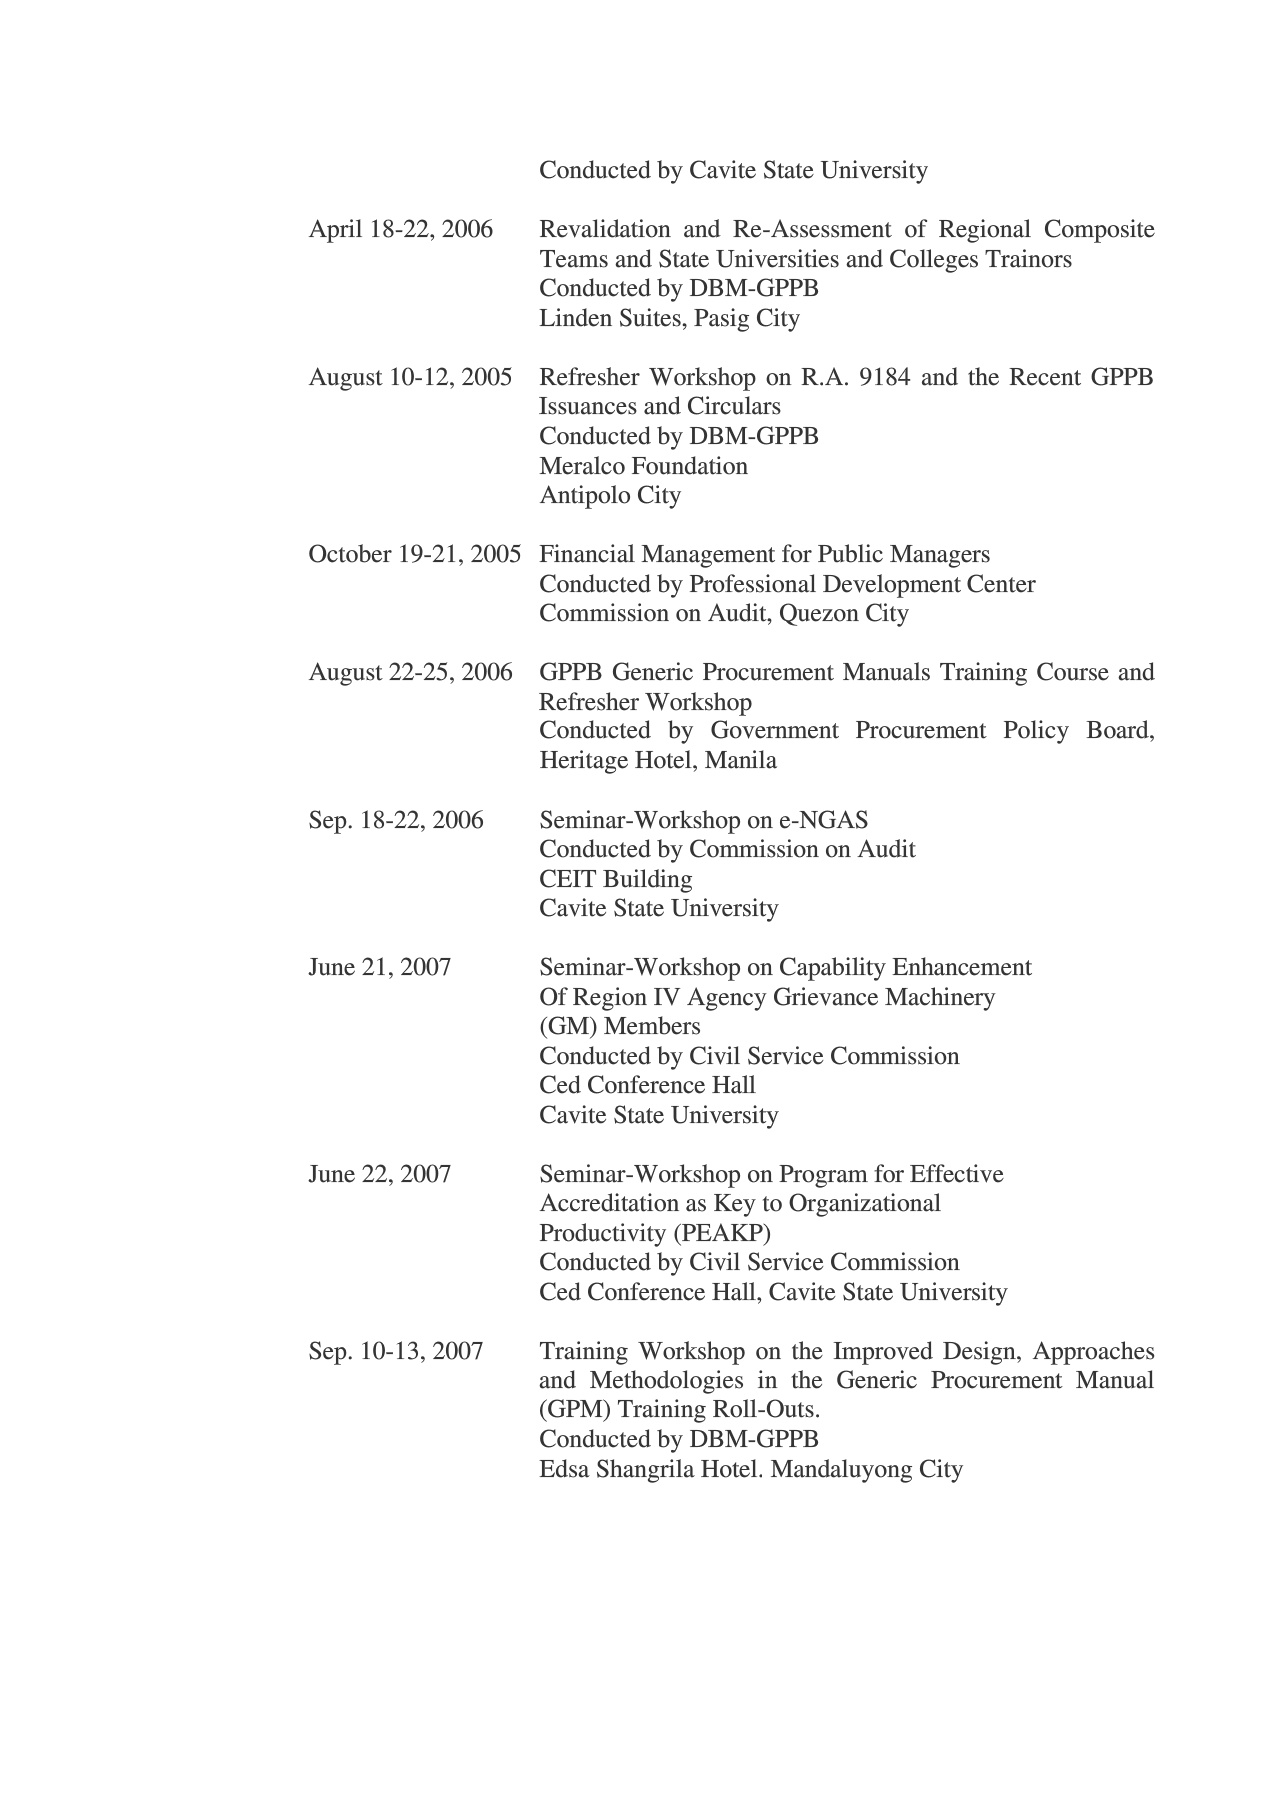 Conducted by Cavite State University
April 18-22, 2006 Revalidation and Re-Assessment of Regional Composite
Teams and State Universities and Colleges Trainors
Conducted by DBM-GPPB
Linden Suites, Pasig City
August 10-12, 2005 Refresher Workshop on R.A. 9184 and the Recent GPPB
Issuances and Circulars
Conducted by DBM-GPPB
Meralco Foundation
Antipolo City
October 19-21, 2005 Financial Management for Public Managers
Conducted by Professional Development Center
Commission on Audit, Quezon City
August 22-25, 2006 GPPB Generic Procurement Manuals Training Course and
Refresher Workshop
Conducted by Government Procurement Policy Board,
Heritage Hotel, Manila
Sep. 18-22, 2006 Seminar-Workshop on e-NGAS
Conducted by Commission on Audit
CEIT Building
Cavite State University
June 21, 2007 Seminar-Workshop on Capability Enhancement
Of Region IV Agency Grievance Machinery
(GM) Members
Conducted by Civil Service Commission
Ced Conference Hall
Cavite State University
June 22, 2007 Seminar-Workshop on Program for Effective
Accreditation as Key to Organizational
Productivity (PEAKP)
Conducted by Civil Service Commission
Ced Conference Hall, Cavite State University
Sep. 10-13, 2007 Training Workshop on the Improved Design, Approaches
and Methodologies in the Generic Procurement Manual
(GPM) Training Roll-Outs.
Conducted by DBM-GPPB
Edsa Shangrila Hotel. Mandaluyong City